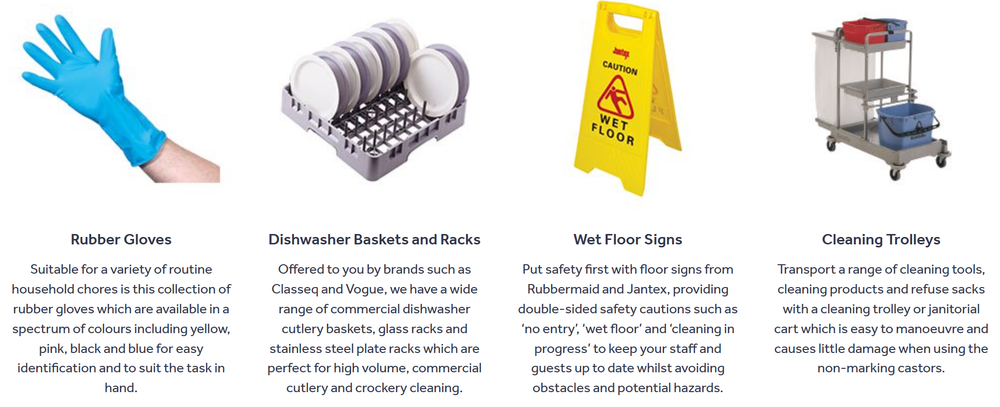 Jantex
CAUTION
WET
FLOOR
Rubber Gloves
Suitable for a variety of routine
household chores is this collection of
rubber gloves which are available in a
spectrum of colours including yellow,
pink, black and blue for easy
identification and to suit the task in
hand.
Dishwasher Baskets and Racks
Offered to you by brands such as
Classeq and Vogue, we have a wide
range of commercial dishwasher
cutlery baskets, glass racks and
stainless steel plate racks which are
perfect for high volume, commercial
cutlery and crockery cleaning.
Wet Floor Signs
Put safety first with floor signs from
Rubbermaid and Jantex, providing
double-sided safety cautions such as
‘no entry’, ‘wet floor’ and ‘cleaning in
progress’ to keep your staff and
guests up to date whilst avoiding
obstacles and potential hazards.
Cleaning Trolleys
Transport a range of cleaning tools,
cleaning products and refuse sacks
with a cleaning trolley or janitorial
cart which is easy to manoeuvre and
causes little damage when using the
non-marking castors.